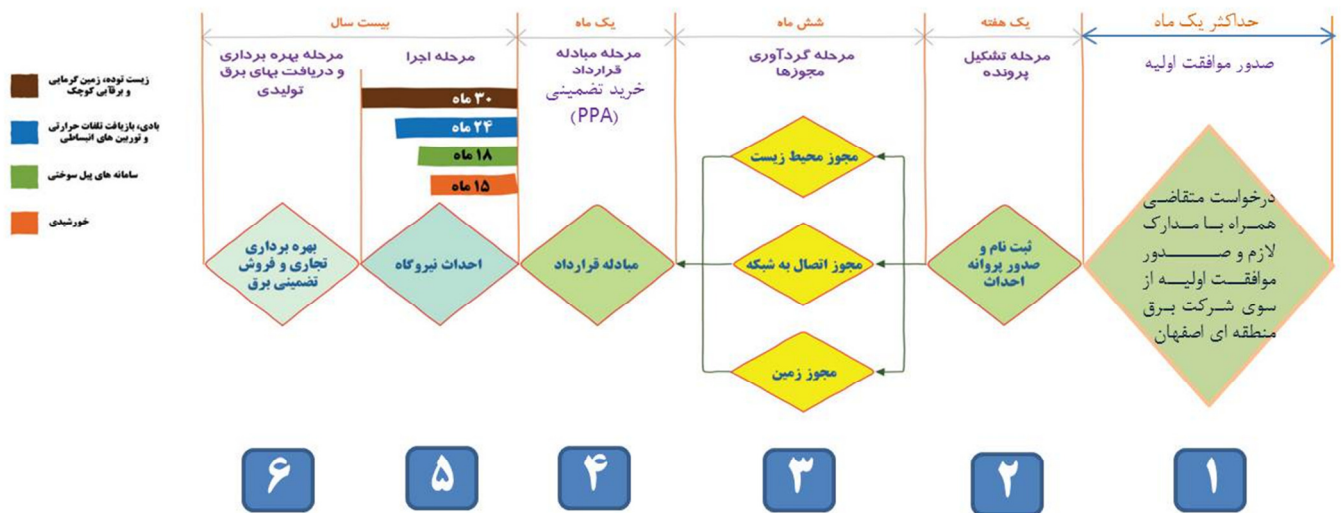 حداکثر یک ماه
یک هفته
شش ماه
یک ماه
بیست سال
صدور موافقت اولیه
مرحله تشکیل
پرونده
مرحله گردآوری
مجوزها
مرحله مبادله
قرارداد
خرید تضمینی
(PPA)
مرحله اجرا
مرحله بهره برداری
و دریافت بهای برق
تولیدی
۳۰ ماه
۲۴ ماه
۱۸ ماه
۱۵ ماه
زیست توده، زمین گرمایی
و برقآبی کوچک
بادی، بازیافت تلفات حرارتی
و توربین های انبساطی
سامانه های پیل سوختی
خورشیدی
درخواست متقاضی
همراه با مدارک
لازم و صدور
موافقت اولیه از
سوی شرکت برق
منطقه ای اصفهان
ثبت نام و
صدور پروانه
احداث
مجوز محیط زیست
مجوز اتصال به شبکه
مجوز زمین
مبادله قرارداد
احداث نیروگاه
بهره برداری
تجاری و فروش
تضمینی برق
۱
۲
۳
۴
۵
۶